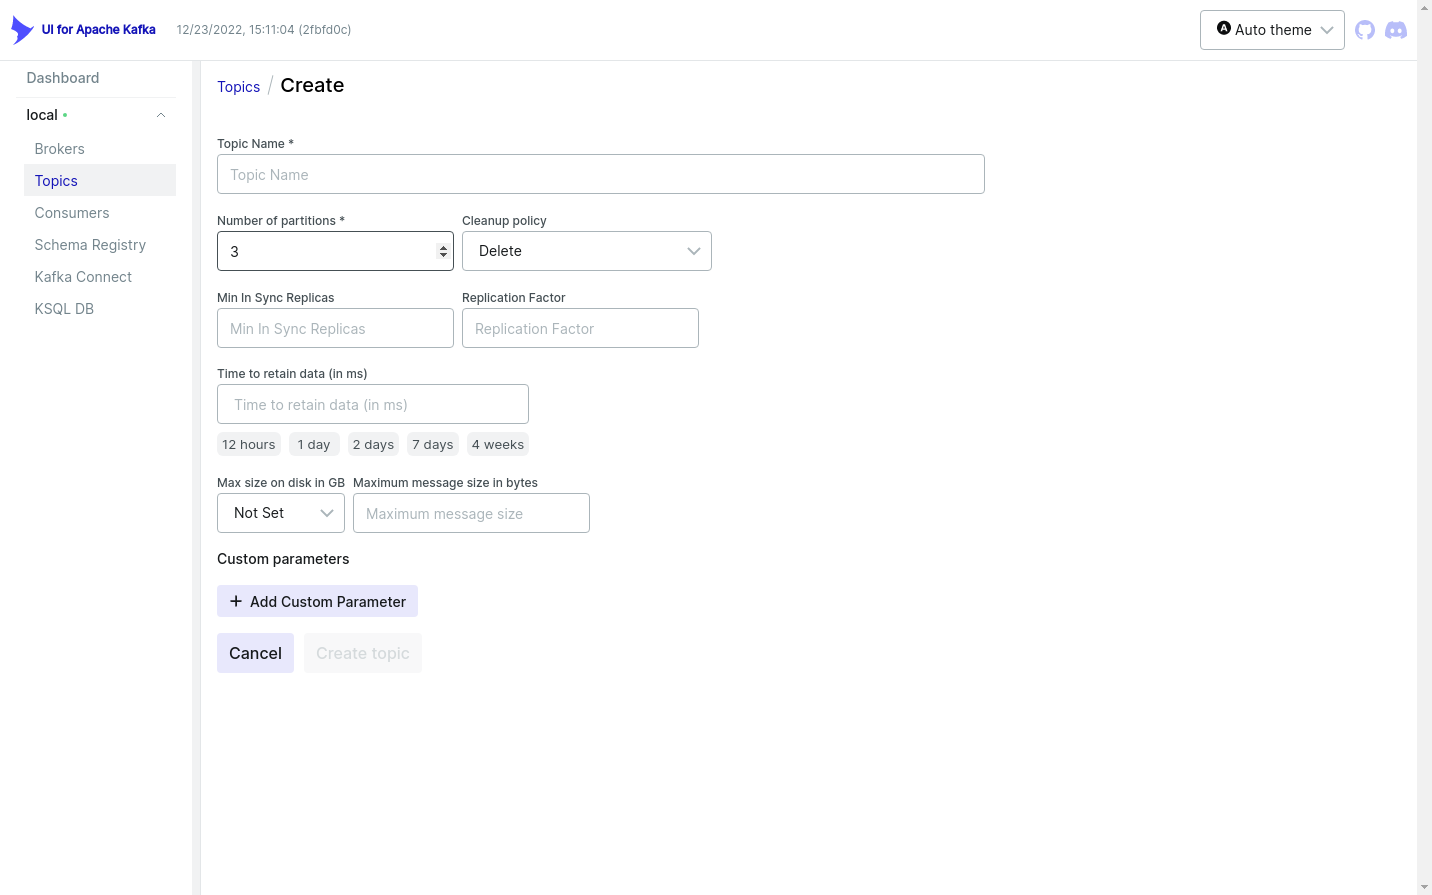 UI for Apache Kafka 12/23/2022, 15:11:04 (2fbfd0c) A Auto theme
Dashboard
local
Brokers
Topics
Consumers
Schema Registry
Kafka Connect
KSQL DB
Topics / Create
Topic Name *
Topic Name
Number of partitions * Cleanup policy
3 Delete
Min In Sync Replicas Replication Factor
Min In Sync Replicas Replication Factor
Time to retain data (in ms)
Time to retain data (in ms)
12 hours 1 day 2 days 7 days 4 weeks
Max size on disk in GB Maximum message size in bytes
Not Set Maximum message size
Custom parameters
+ Add Custom Parameter
Cancel Create topic